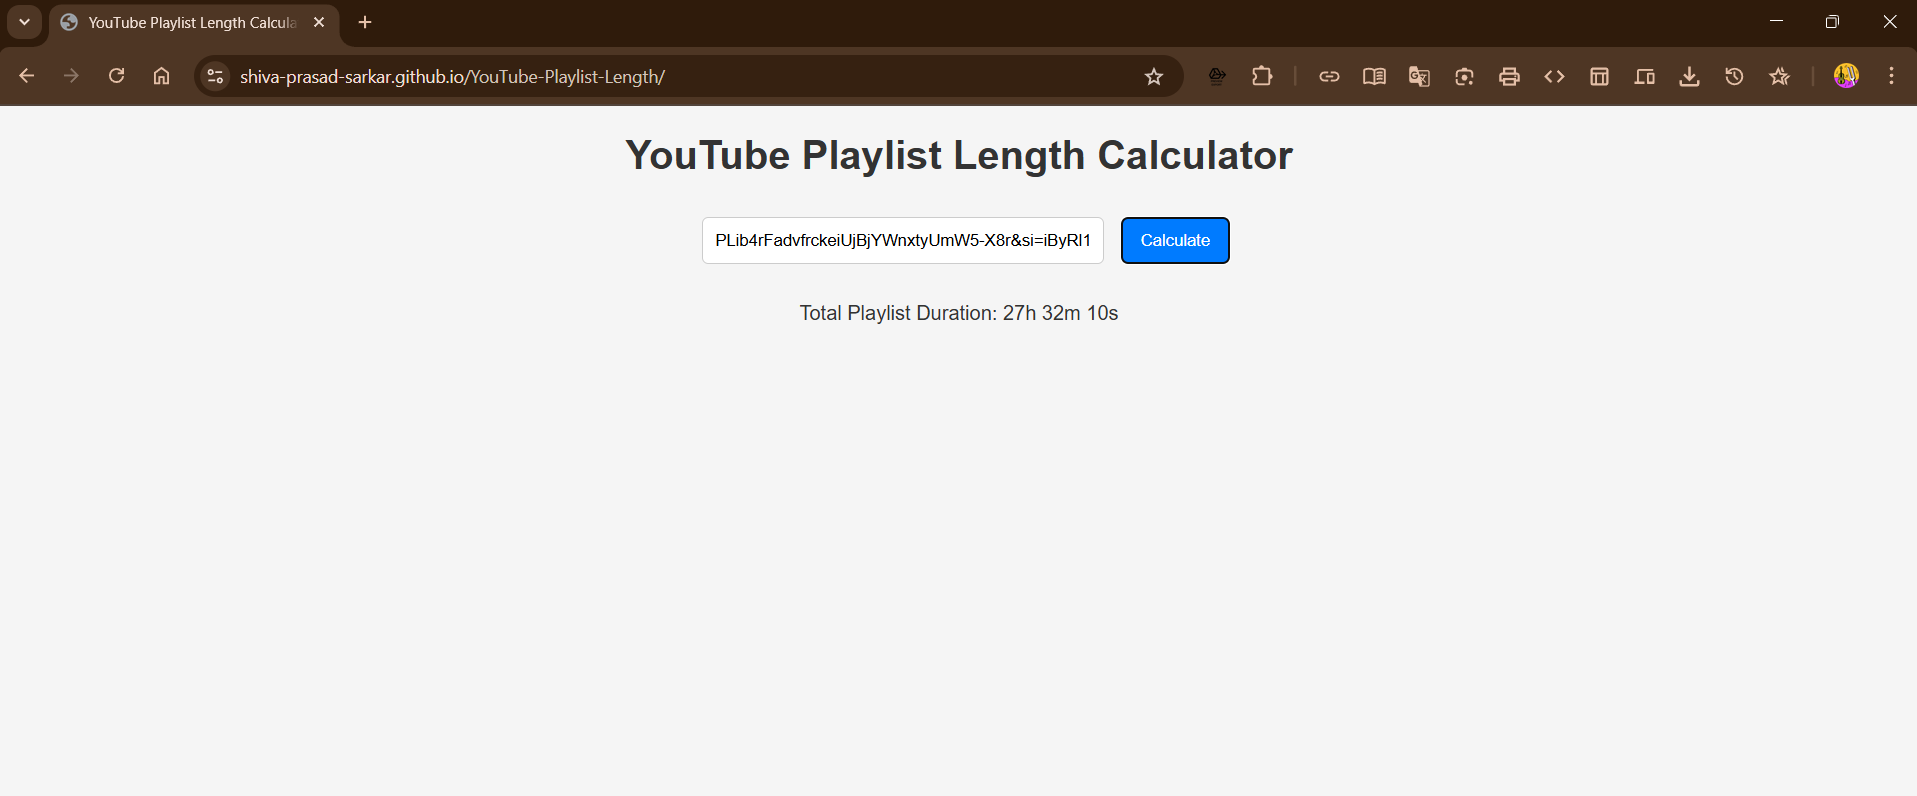 YouTube Playlist Length Calcula
shiva-prasad-sarkar.github.io/YouTube-Playlist-Length/
YouTube Playlist Length Calculator
PLib4rFadvfrckeiUjBjYWnxtyUmW5-X8r&si=iByRl1
Calculate
Total Playlist Duration: 27h 32m 10s